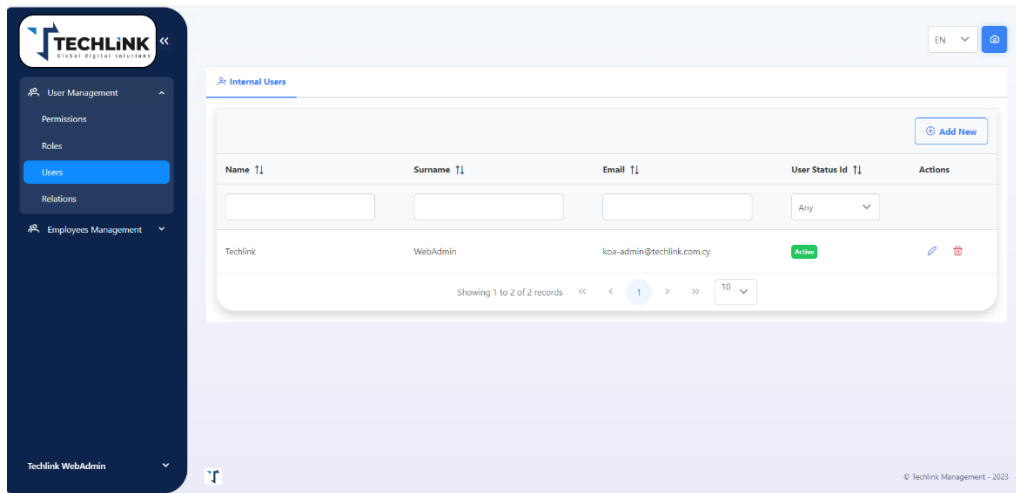 TECHLiNK
Global digital solutions
EN
User Management
Permissions
Roles
Users
Relations
Employees Management
Techlink WebAdmin
Internal Users
Add New
Name
Surname
Email
User Status Id
Actions
Any
Techlink
WebAdmin
koa-admin@techlink.com.cy
Active
Showing 1 to 2 of 2 records
1
10
© Techlink Management - 2023